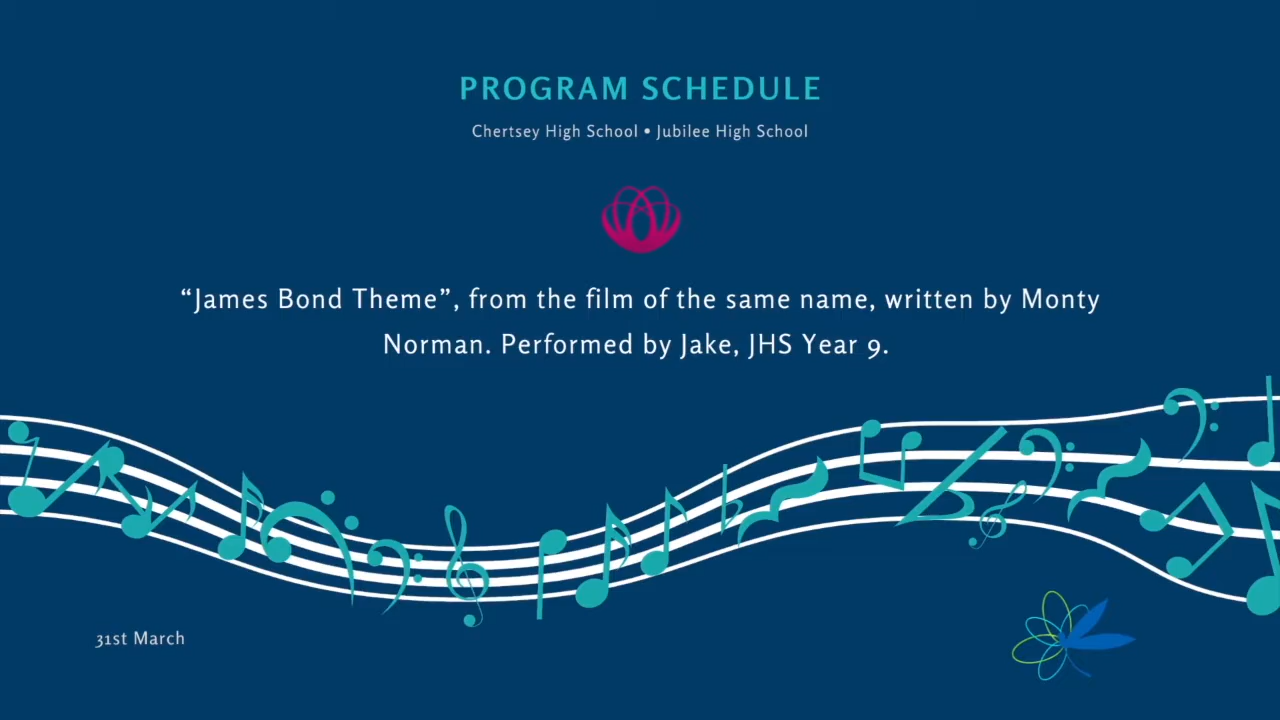 PROGRAM SCHEDULE
Chertsey High School • Jubilee High School
“James Bond Theme”, from the film of the same name, written by Monty
Norman. Performed by Jake, JHS Year 9.
31st March